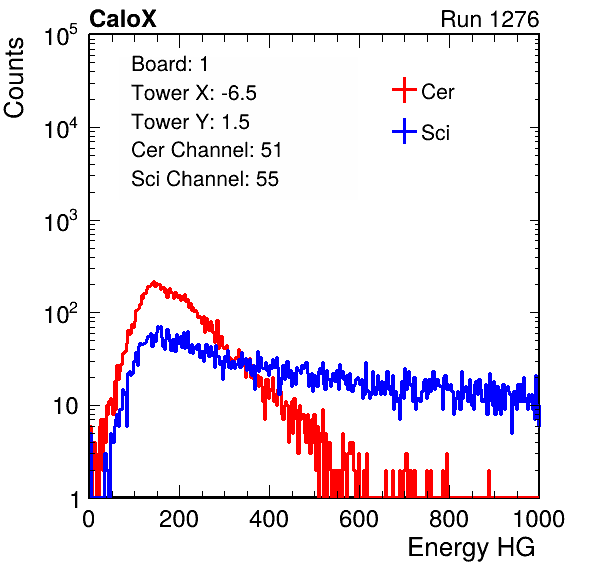 CaloX Run 1276
Counts
10^5
10^4
10^3
10^2
10
1
Board: 1
Tower X: -6.5
Tower Y: 1.5
Cer Channel: 51
Sci Channel: 55
Cer
Sci
0 200 400 600 800 1000
Energy HG